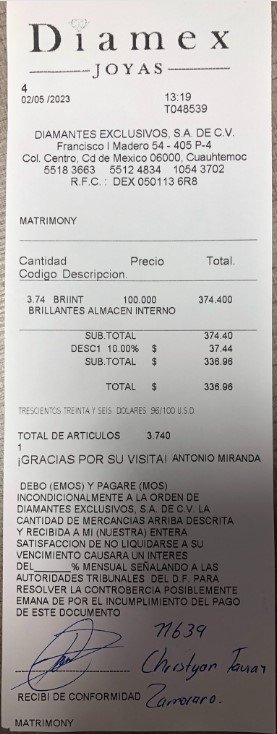 Diamex
JOYAS
4
02/05 /2023 13:19
T048539
DIAMANTES EXCLUSIVOS, S.A. DE C.V.
Francisco I Madero 54 - 405 P-4
Col. Centro, Cd de Mexico 06000, Cuauhtemoc
5518 3663 5512 4834 1054 3702
R.F.C. : DEX 050113 6R8
MATRIMONY
Cantidad Precio Total.
Codigo Descripcion.
3.74 BRIINT 100.000 374.400
BRILLANTES ALMACEN INTERNO
SUB.TOTAL 374.40
DESC1 10.00% $ 37.44
SUB.TOTAL $ 336.96
TOTAL $ 336.96
TRESCIENTOS TREINTA Y SEIS DOLARES 96/100 U.S.D.
TOTAL DE ARTICULOS 3.740
1
¡GRACIAS POR SU VISITA! ANTONIO MIRANDA
DEBO (EMOS) Y PAGARE (MOS)
INCONDICIONALMENTE A LA ORDEN DE
DIAMANTES EXCLUSIVOS, S.A. DE C.V. LA
CANTIDAD DE MERCANCIAS ARRIBA DESCRITA
Y RECIBIDA A MI (NUESTRA) ENTERA
SATISFACCION DE NO LIQUIDARSE A SU
VENCIMIENTO CAUSARA UN INTERES
DEL______% MENSUAL SEÑALANDO A LAS
AUTORIDADES TRIBUNALES DEL D.F. PARA
RESOLVER LA CONTROBERCIA POSIBLEMENTE
EMANE DE POR EL INCUMPLIMIENTO DEL PAGO
DE ESTE DOCUMENTO
Christyan
RECIBI DE CONFORMIDAD
MATRIMONY